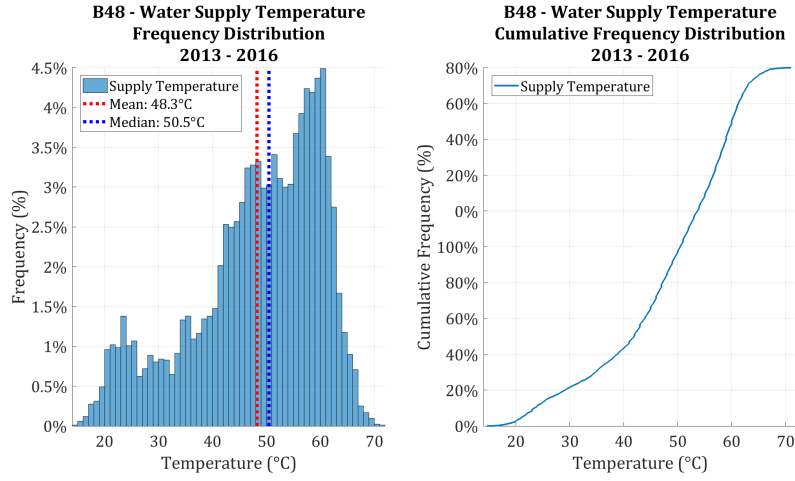 B48 - Water Supply Temperature
Frequency Distribution
2013 - 2016
4.5%
4%
3.5%
3%
2.5%
2%
1.5%
1%
0.5%
0%
Frequency (%)
Supply Temperature
Mean: 48.3°C
Median: 50.5°C
20
30
40
50
60
70
Temperature (°C)
B48 - Water Supply Temperature
Cumulative Frequency Distribution
2013 - 2016
80%
60%
40%
20%
0%
100%
80%
60%
40%
20%
0%
Cumulative Frequency (%)
Supply Temperature
20
30
40
50
60
70
Temperature (°C)